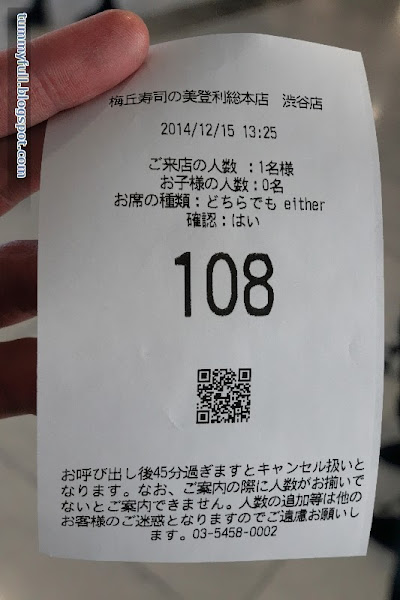 tummyfull.blogspot.com
梅丘寿司の美登利総本店 渋谷店
2014/12/15 13:25
ご来店の人数 :1名様
お子様の人数:0名
お席の種類:どちらでも either
確認:はい
108
お呼び出し後45分過ぎますとキャンセル扱いと
なります。なお、ご案内の際に人数がお揃いで
ないとご案内できません。人数の追加等は他の
お客様のご迷惑となりますのでご遠慮お願いし
ます。03-5458-0002